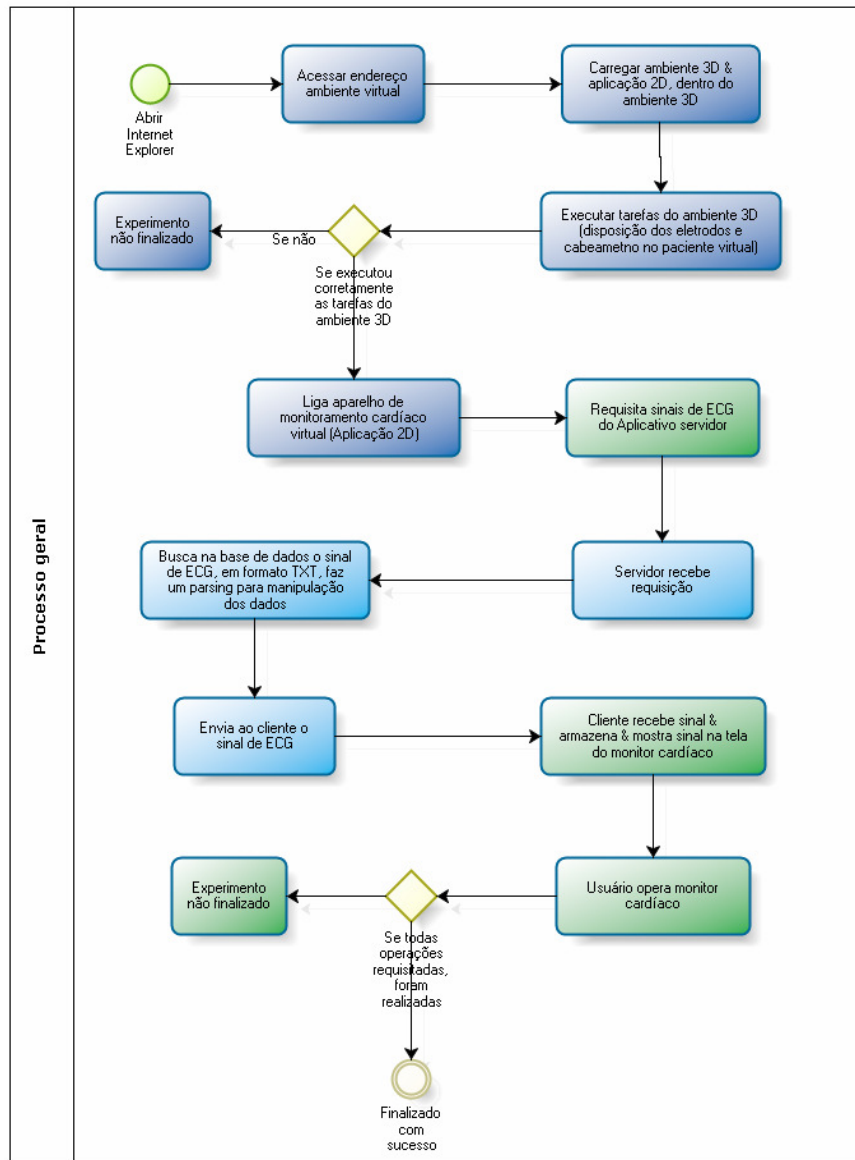 Processo geral
Abrir
Internet
Explorer
Acessar endereço
ambiente virtual
Carregar ambiente 3D &
aplicação 2D, dentro do
ambiente 3D
Executar tarefas do ambiente 3D
(disposição dos eletrodos e
cabeametno no paciente virtual)
Se não
Experimento
não finalizado
Se executou
corretamente
as tarefas do
ambiente 3D
Liga aparelho de
monitoramento cardíaco
virtual (Aplicação 2D)
Requisita sinais de ECG
do Aplicativo servidor
Servidor recebe
requisição
Busca na base de dados o sinal
de ECG, em formato TXT, faz
um parsing para manipulação
dos dados
Envia ao cliente o
sinal de ECG
Cliente recebe sinal &
armazena & mostra sinal na tela
do monitor cardíaco
Usuário opera monitor
cardíaco
Experimento
não finalizado
Se todas
operações
requisitadas,
foram
realizadas
Finalizado
com
sucesso